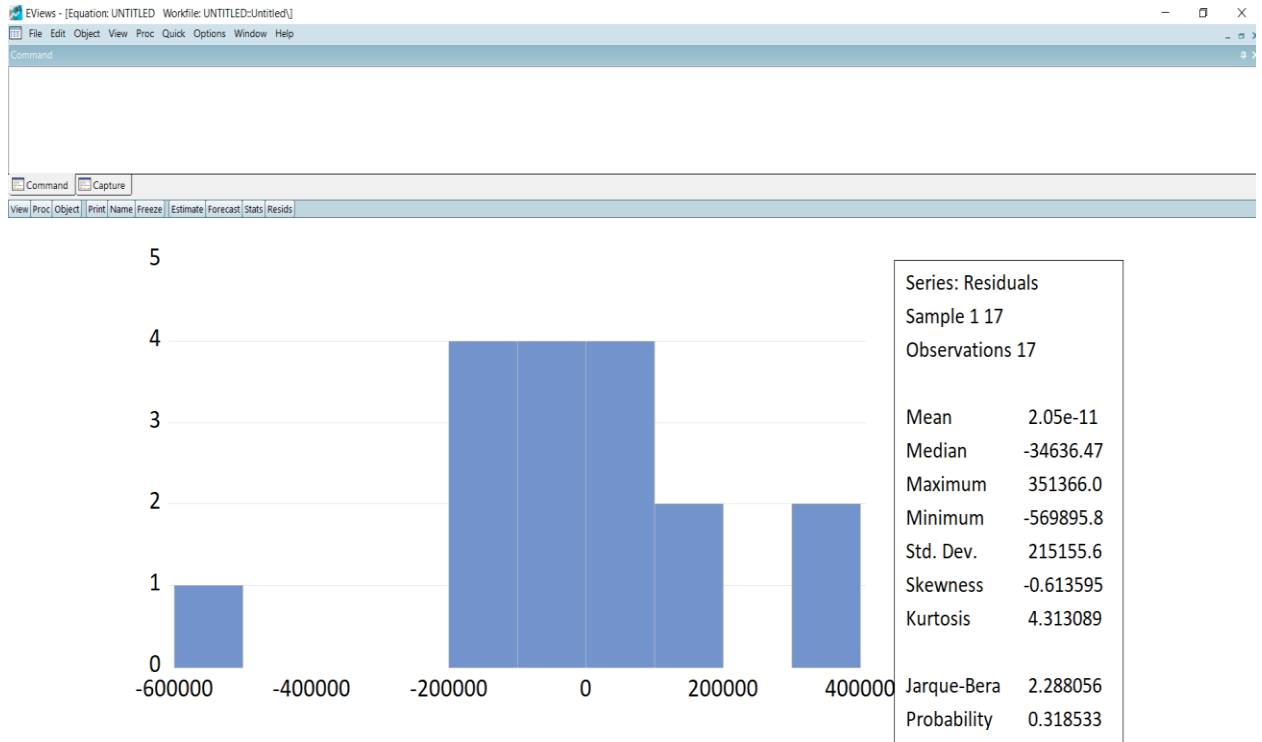 EViews - [Equation: UNTITLED Workfile: UNTITLED::Untitled\]
File Edit Object View Proc Quick Options Window Help
Command
Command Capture
View Proc Object Print Name Freeze Estimate Forecast Stats Resids
5
4
3
2
1
0
-600000 -400000 -200000 0 200000 400000
Series: Residuals
Sample 1 17
Observations 17
Mean 2.05e-11
Median -34636.47
Maximum 351366.0
Minimum -569895.8
Std. Dev. 215155.6
Skewness -0.613595
Kurtosis 4.313089
Jarque-Bera 2.288056
Probability 0.318533